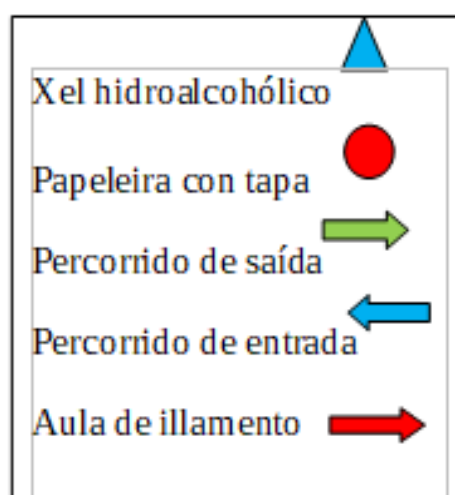 Xel hidroalcohólico
Papeleira con tapa
Percorrido de saída
Percorrido de entrada
Aula de illamento